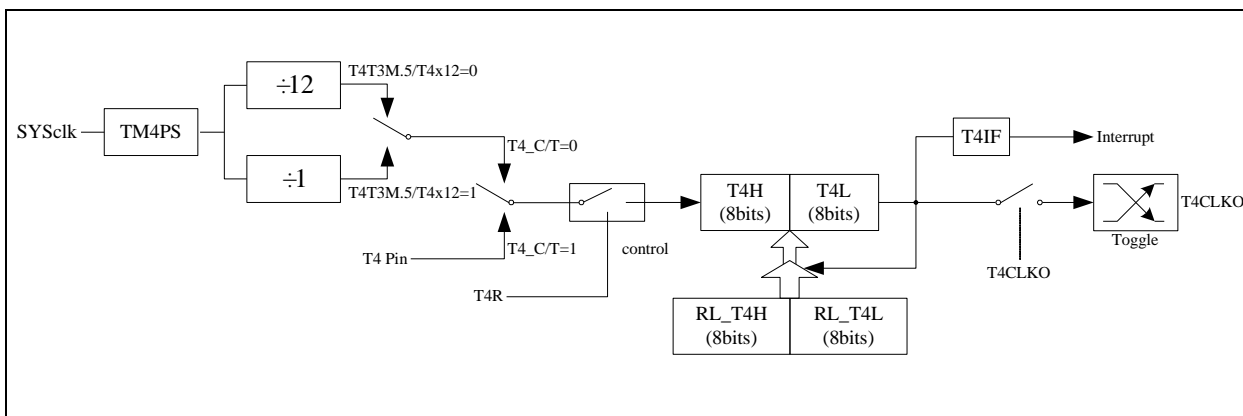 T4T3M.5/T4x12=0
÷12
SYSclk
TM4PS
÷1
T4T3M.5/T4x12=1
T4_C/T=0
T4_C/T=1
T4 Pin
T4R
control
T4H
(8bits)
T4L
(8bits)
RL_T4H
(8bits)
RL_T4L
(8bits)
T4IF
Interrupt
T4CLKO
Toggle
T4CLKO